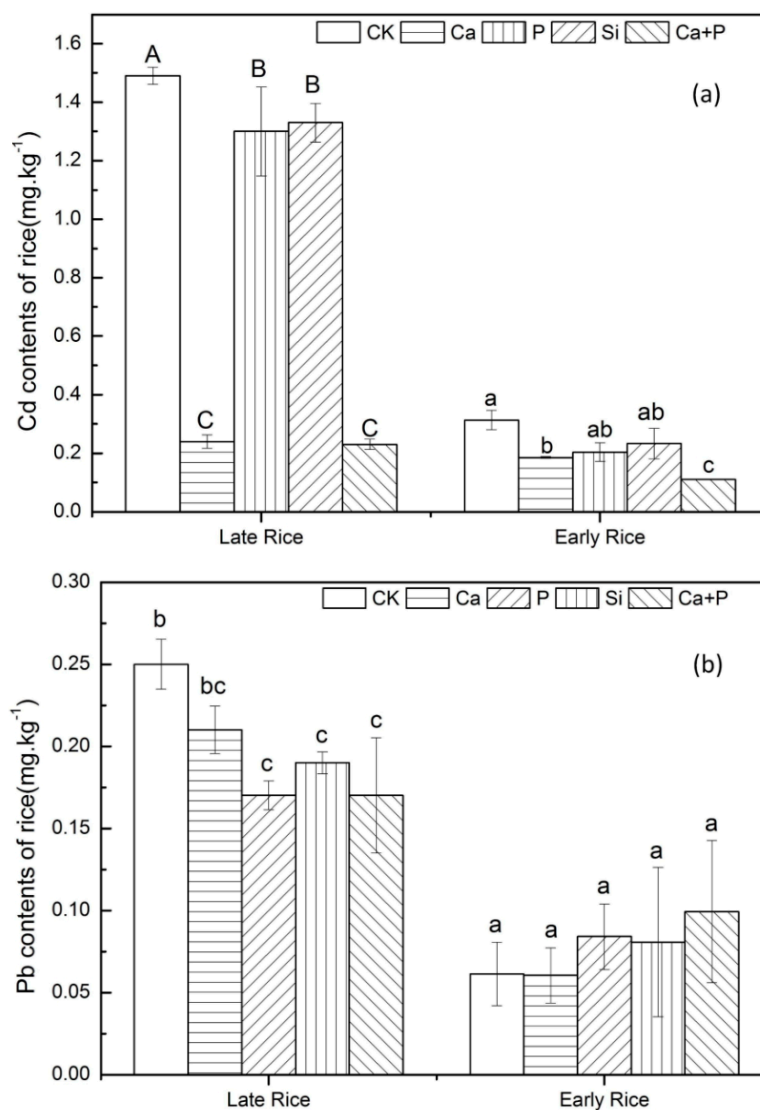 CK Ca P Si Ca+P
(a)
Cd contents of rice(mg.kg⁻¹)
1.6
1.4
1.2
1.0
0.8
0.6
0.4
0.2
0.0
A
C
B
B
C
a
b
ab
ab
c
Late Rice Early Rice
CK Ca P Si Ca+P
(b)
Pb contents of rice(mg.kg⁻¹)
0.30
0.25
0.20
0.15
0.10
0.05
0.00
b
bc
c
c
c
a
a
a
a
a
Late Rice Early Rice